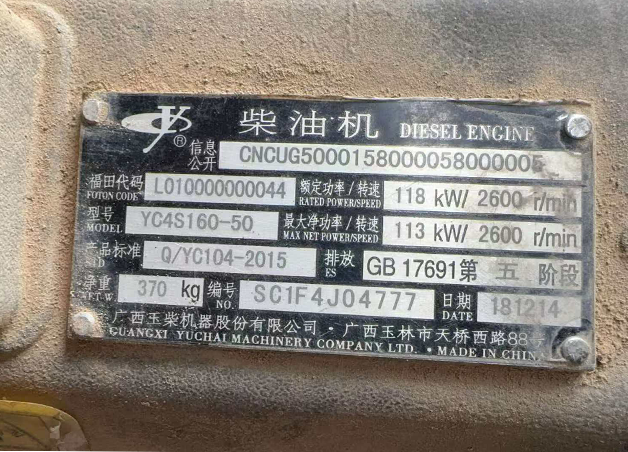 柴油机 DIESEL ENGINE
信息公开 CNCUG5000158000058000005
福田代码 FOTON CODE L010000000044 额定功率/转速 RATED POWER/SPEED 118 kW/ 2600 r/min
型号 MODEL YC4S160-50 最大净功率/转速 MAX NET POWER/SPEED 113 kW/ 2600 r/min
产品标准 STD Q/YC104-2015 排放 ES GB 17691第 五 阶段
净重 NET.W. 370 kg 编号 NO. SC1F4J04777 日期 181214
广西玉柴机器股份有限公司·广西玉林市天桥西路88号
GUANGXI YUCHAI MACHINERY COMPANY LTD. • MADE IN CHINA